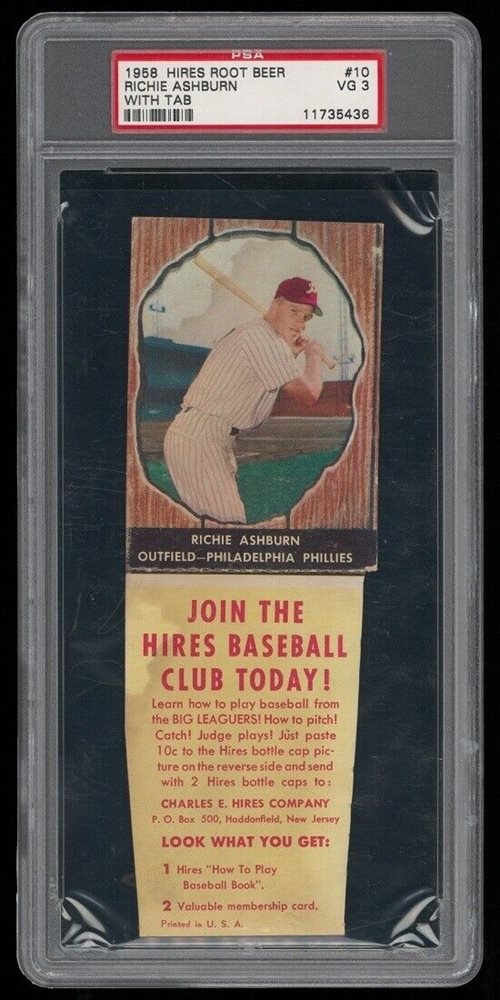 PSA
1958 HIRES ROOT BEER #10
RICHIE ASHBURN VG 3
WITH TAB
11735436
RICHIE ASHBURN
OUTFIELD—PHILADELPHIA PHILLIES
JOIN THE
HIRES BASEBALL
CLUB TODAY!
Learn how to play baseball from
the BIG LEAGUERS! How to pitch!
Catch! Judge plays! Just paste
10c to the Hires bottle cap pic-
ture on the reverse side and send
with 2 Hires bottle caps to:
CHARLES E. HIRES COMPANY
P. O. Box 500, Haddonfield, New Jersey
LOOK WHAT YOU GET:
1 Hires "How To Play
Baseball Book".
2 Valuable membership card.
Printed in U. S. A.